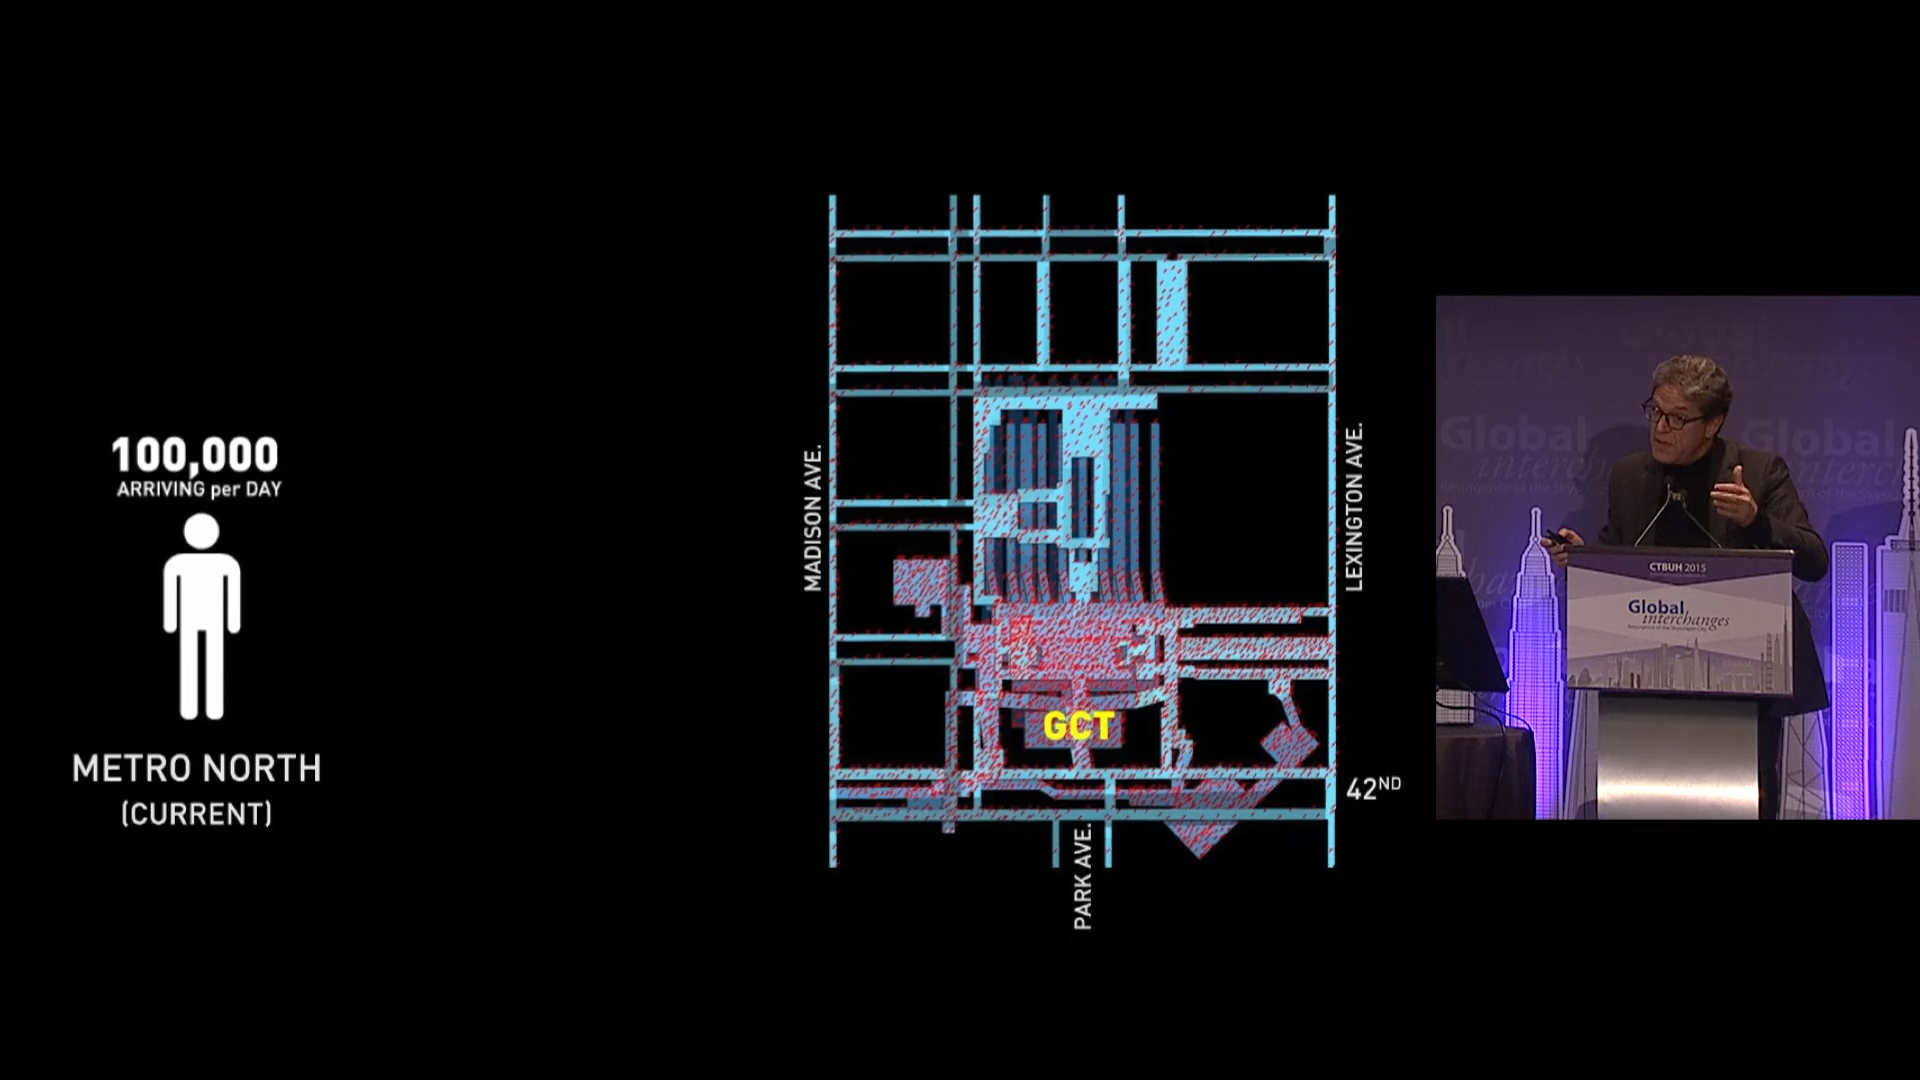 100,000
ARRIVING per DAY
METRO NORTH
(CURRENT)
MADISON AVE.
LEXINGTON AVE.
GCT
42ND
PARK AVE.
Global
Global
CTBUH 2015
Global
interchanges